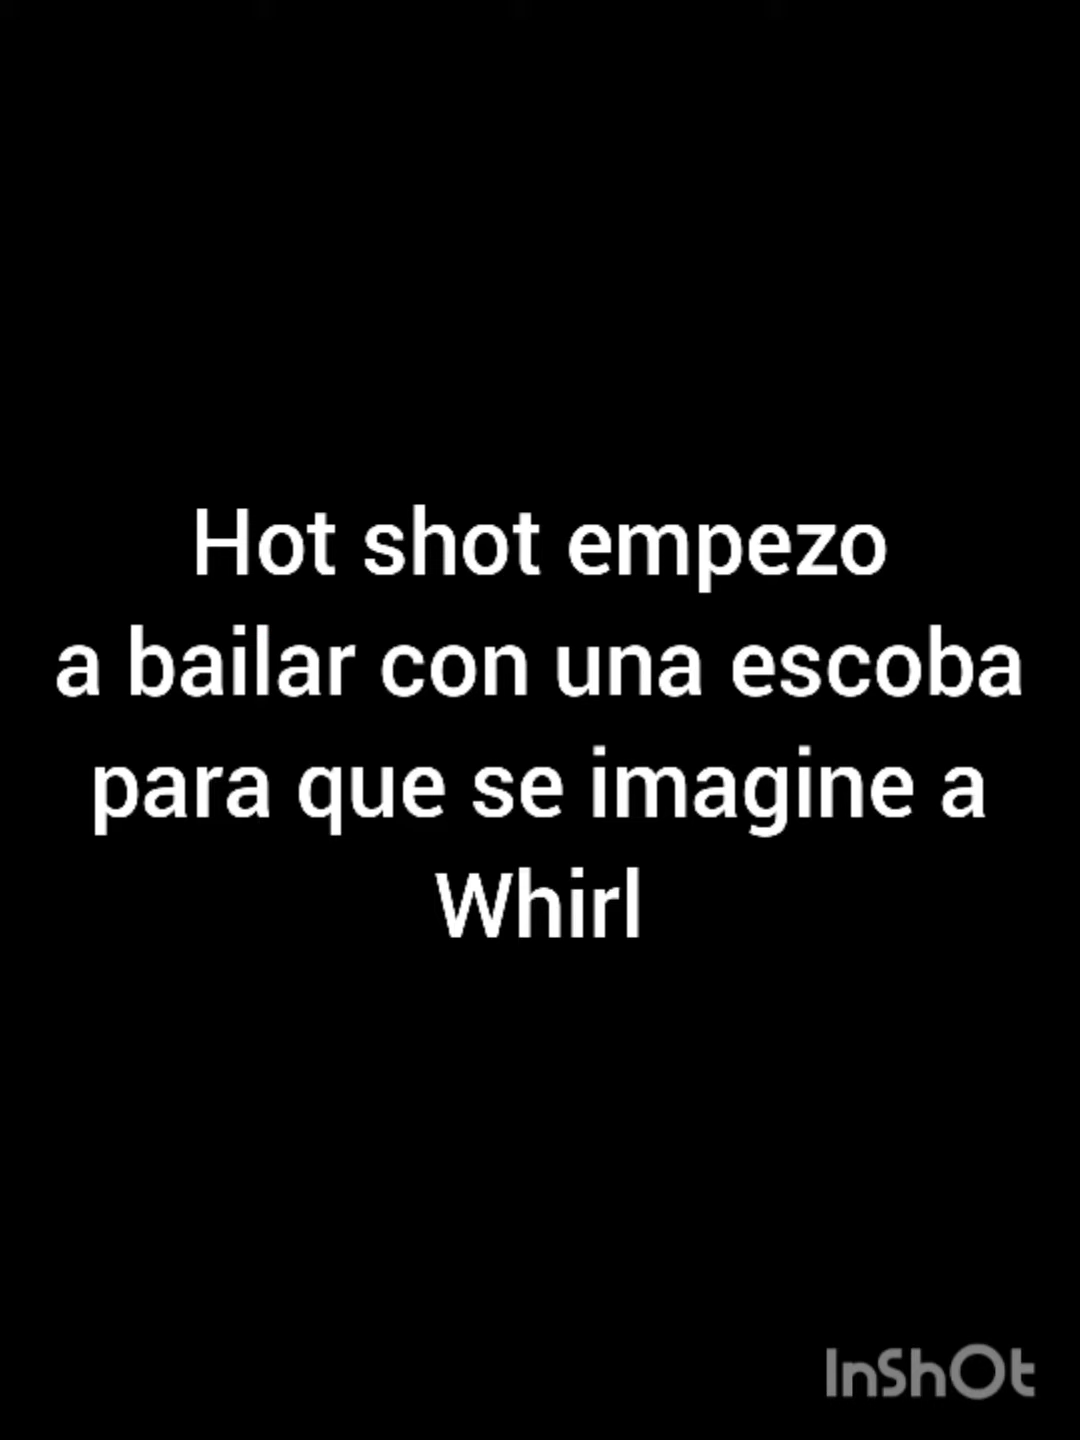 Hot shot empezo
a bailar con una escoba
para que se imagine a
Whirl
InShOt